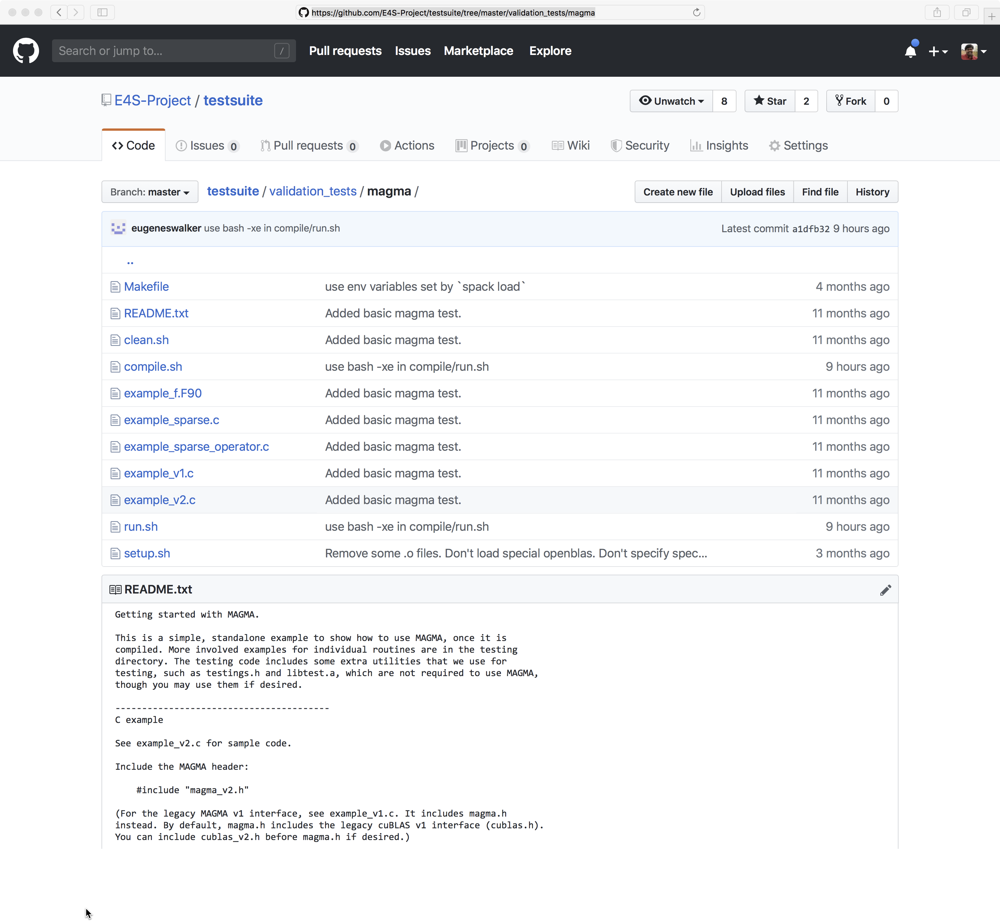 https://github.com/E4S-Project/testsuite/tree/master/validation_tests/magma
Search or jump to... / Pull requests Issues Marketplace Explore
E4S-Project / testsuite Unwatch 8 Star 2 Fork 0
Code Issues 0 Pull requests 0 Actions Projects 0 Wiki Security Insights Settings
Branch: master testsuite / validation_tests / magma / Create new file Upload files Find file History
eugeneswalker use bash -xe in compile/run.sh Latest commit a1dfb32 9 hours ago
..
Makefile use env variables set by `spack load` 4 months ago
README.txt Added basic magma test. 11 months ago
clean.sh Added basic magma test. 11 months ago
compile.sh use bash -xe in compile/run.sh 9 hours ago
example_f.F90 Added basic magma test. 11 months ago
example_sparse.c Added basic magma test. 11 months ago
example_sparse_operator.c Added basic magma test. 11 months ago
example_v1.c Added basic magma test. 11 months ago
example_v2.c Added basic magma test. 11 months ago
run.sh use bash -xe in compile/run.sh 9 hours ago
setup.sh Remove some .o files. Don't load special openblas. Don't specify spec... 3 months ago
README.txt
Getting started with MAGMA.
This is a simple, standalone example to show how to use MAGMA, once it is
compiled. More involved examples for individual routines are in the testing
directory. The testing code includes some extra utilities that we use for
testing, such as testings.h and libtest.a, which are not required to use MAGMA,
though you may use them if desired.
----------------------------------------
C example
See example_v2.c for sample code.
Include the MAGMA header:
#include "magma_v2.h"
(For the legacy MAGMA v1 interface, see example_v1.c. It includes magma.h
instead. By default, magma.h includes the legacy cuBLAS v1 interface (cublas.h).
You can include cublas_v2.h before magma.h if desired.)